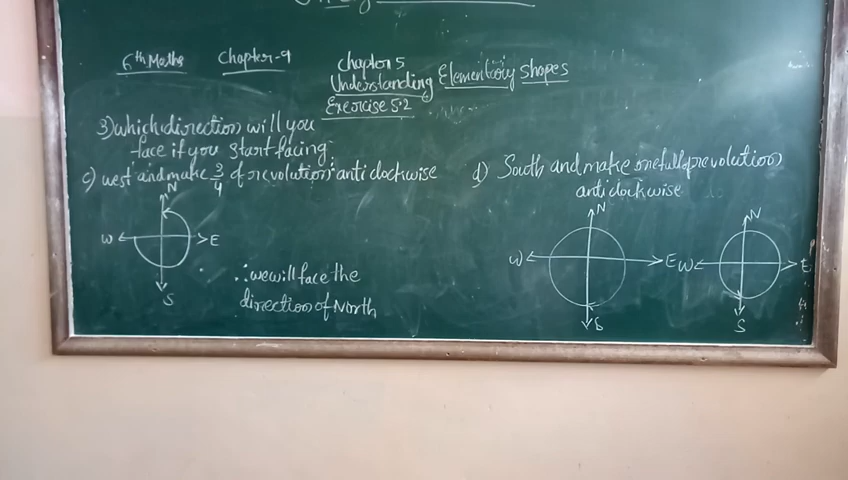 6th Maths
Chapter-9
Chapter 5
Understanding Elementary shapes
Exercise 5.2
3) which direction will you
face if you start facing
c) west and make 3/4 of revolution anti clockwise
N
W
E
S
∴ we will face the
direction of North
d) South and make one full of revolution
anti clockwise
N
W
E
S
N
W
E
S